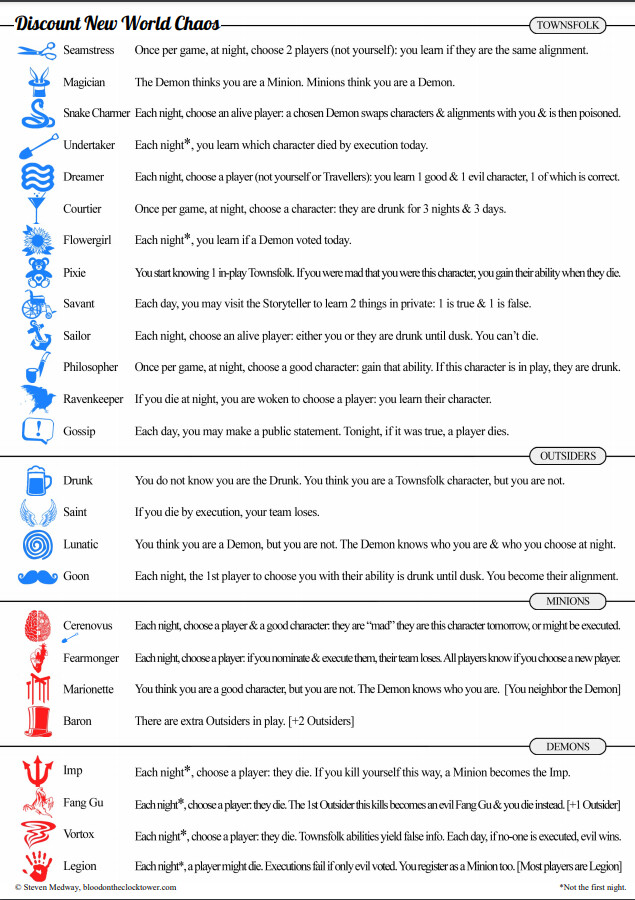 Discount New World Chaos
TOWNSFOLK
Seamstress Once per game, at night, choose 2 players (not yourself): you learn if they are the same alignment.
Magician The Demon thinks you are a Minion. Minions think you are a Demon.
Snake Charmer Each night, choose an alive player: a chosen Demon swaps characters & alignments with you & is then poisoned.
Undertaker Each night*, you learn which character died by execution today.
Dreamer Each night, choose a player (not yourself or Travellers): you learn 1 good & 1 evil character, 1 of which is correct.
Courtier Once per game, at night, choose a character: they are drunk for 3 nights & 3 days.
Flowergirl Each night*, you learn if a Demon voted today.
Pixie You start knowing 1 in-play Townsfolk. If you were mad that you were this character, you gain their ability when they die.
Savant Each day, you may visit the Storyteller to learn 2 things in private: 1 is true & 1 is false.
Sailor Each night, choose an alive player: either you or they are drunk until dusk. You can't die.
Philosopher Once per game, at night, choose a good character: gain that ability. If this character is in play, they are drunk.
Ravenkeeper If you die at night, you are woken to choose a player: you learn their character.
Gossip Each day, you may make a public statement. Tonight, if it was true, a player dies.
OUTSIDERS
Drunk You do not know you are the Drunk. You think you are a Townsfolk character, but you are not.
Saint If you die by execution, your team loses.
Lunatic You think you are a Demon, but you are not. The Demon knows who you are & who you choose at night.
Goon Each night, the 1st player to choose you with their ability is drunk until dusk. You become their alignment.
MINIONS
Cerenovus Each night, choose a player & a good character: they are “mad” they are this character tomorrow, or might be executed.
Fearmonger Each night, choose a player: if you nominate & execute them, their team loses. All players know if you choose a new player.
Marionette You think you are a good character, but you are not. The Demon knows who you are. [You neighbor the Demon]
Baron There are extra Outsiders in play. [+2 Outsiders]
DEMONS
Imp Each night*, choose a player: they die. If you kill yourself this way, a Minion becomes the Imp.
Fang Gu Each night*, choose a player: they die. The 1st Outsider this kills becomes an evil Fang Gu & you die instead. [+1 Outsider]
Vortox Each night*, choose a player: they die. Townsfolk abilities yield false info. Each day, if no-one is executed, evil wins.
Legion Each night*, a player might die. Executions fail if only evil voted. You register as a Minion too. [Most players are Legion]
© Steven Medway, bloodontheclocktower.com *Not the first night.